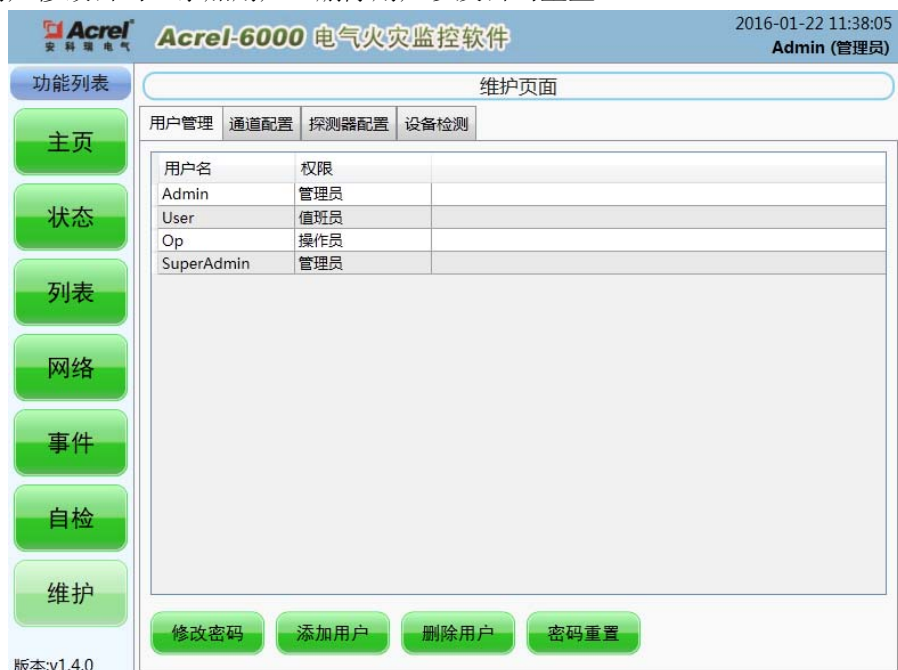 Acrel
安科瑞电气
Acrel-6000 电气火灾监控软件
2016-01-22 11:38:05
Admin (管理员)
功能列表
维护页面
主页
状态
列表
网络
事件
自检
维护
版本:v1.4.0
用户管理 通道配置 探测器配置 设备检测
用户名 权限
Admin 管理员
User 值班员
Op 操作员
SuperAdmin 管理员
修改密码 添加用户 删除用户 密码重置